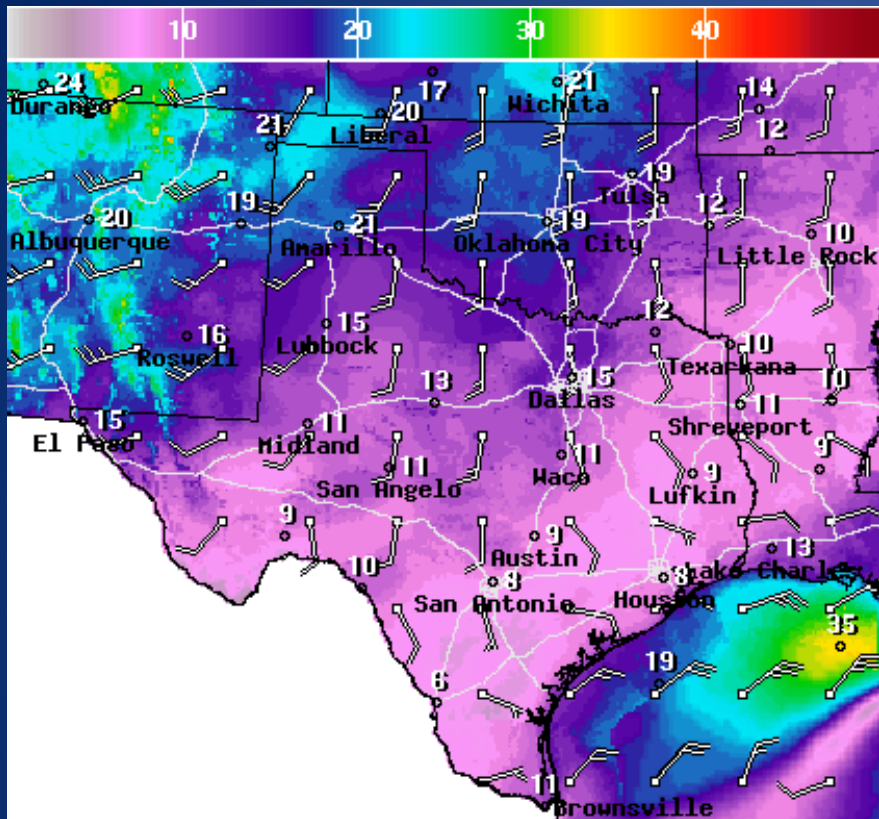 10 20 30 40
24
Durango
17
21
Wichita
14
20
Liberal
21
12
19
Tulsa
20
Albuquerque
19
21
Amarillo
19
Oklahoma City
12
10
Little Rock
16
Roswell
15
Lubbock
12
10
Texarkana
15
Dallas
13
10
11
Shreveport
15
El Paso
11
Midland
11
San Angelo
11
Waco
9
Lufkin
9
9
9
Austin
13
Lake Charles
10
8
San Antonio
8
Houston
35
19
6
11
Brownsville